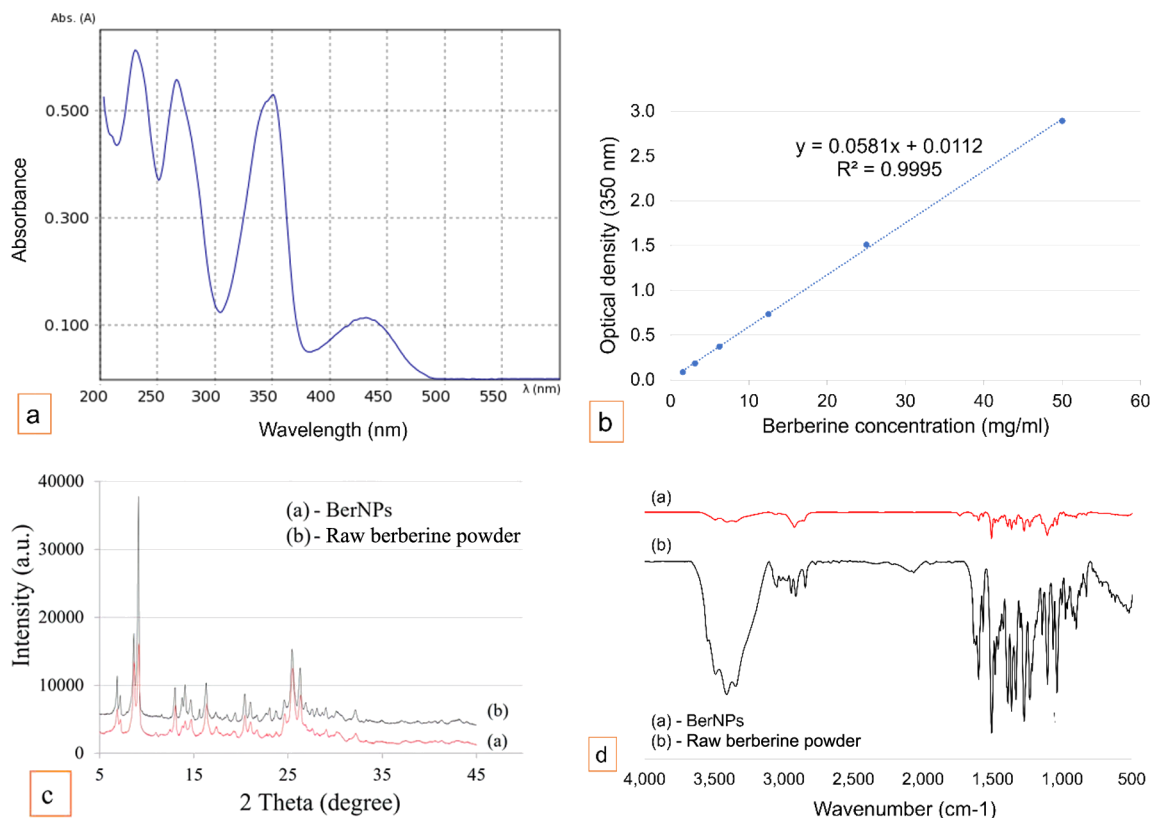 Abs. (A)
0.500
0.300
0.100
Absorbance
200 250 300 350 400 450 500 550 λ (nm)
Wavelength (nm)
a
3.0
2.5
2.0
1.5
1.0
0.5
0.0
y = 0.0581x + 0.0112
R² = 0.9995
Optical density (350 nm)
0 10 20 30 40 50 60
Berberine concentration (mg/ml)
b
40000
30000
20000
10000
0
Intensity (a.u.)
(a) - BerNPs
(b) - Raw berberine powder
(b)
(a)
5 15 25 35 45
2 Theta (degree)
c
(a)
(b)
(a) - BerNPs
(b) - Raw berberine powder
4,000 3,500 3,000 2,500 2,000 1,500 1,000 500
Wavenumber (cm-1)
d